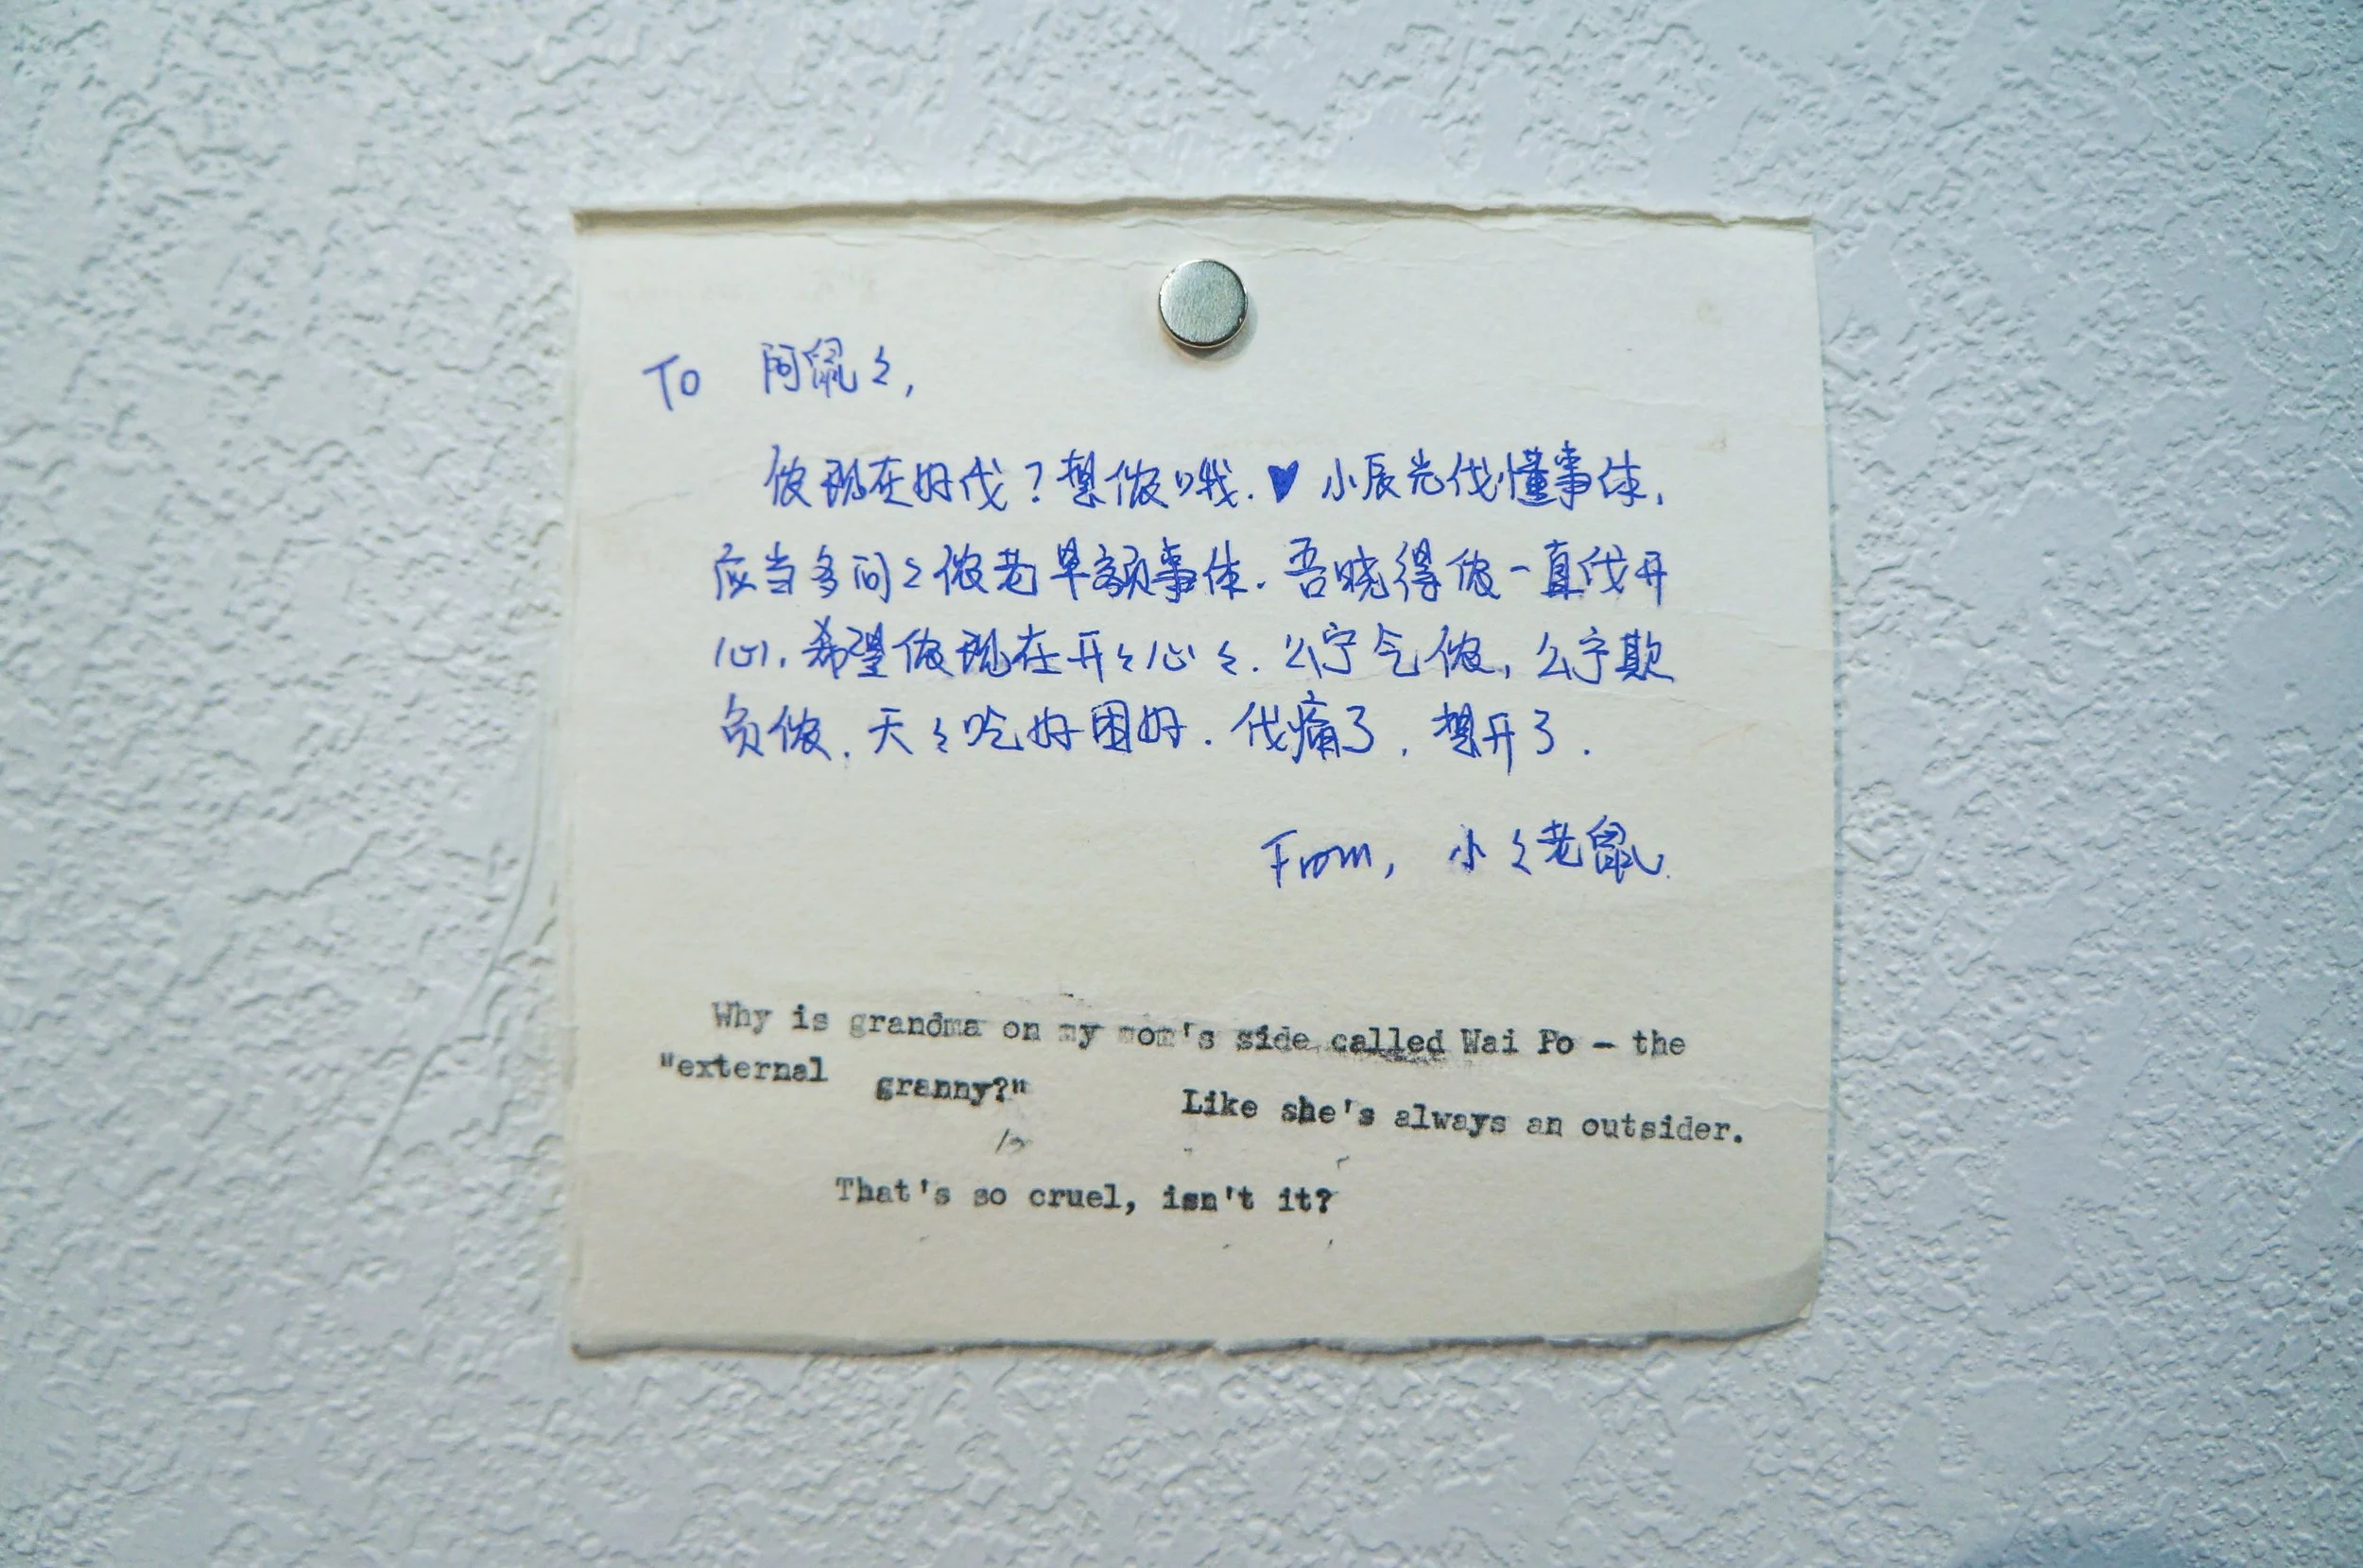 To 阿鼠々,
侬现在好伐？想侬哦.♥小辰光伐懂事体,
应当多问々侬老早额事体.吾晓得侬一直伐开
心.希望侬现在开々心々.么宁气侬,么宁欺
负侬.天々吃好困好.伐痛了,想开了.
From, 小々老鼠.
Why is grandma on my mom's side called Wai Po - the
"external granny?" Like she's always an outsider.
That's so cruel, isn't it?